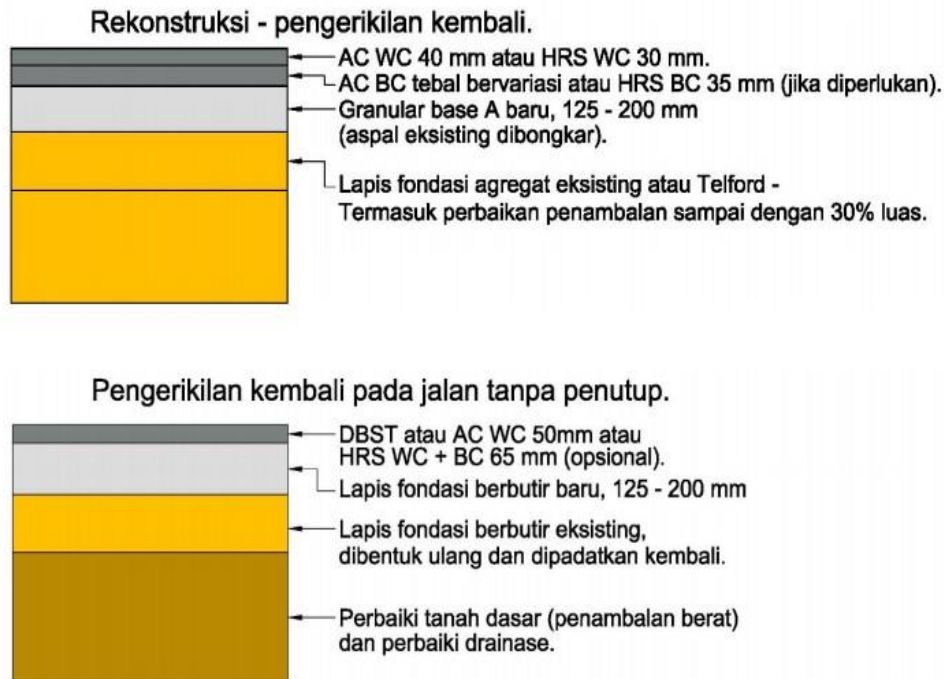 Rekonstruksi - pengerikilan kembali.
AC WC 40 mm atau HRS WC 30 mm.
AC BC tebal bervariasi atau HRS BC 35 mm (jika diperlukan).
Granular base A baru, 125 - 200 mm
(aspal eksisting dibongkar).
Lapis fondasi agregat eksisting atau Telford -
Termasuk perbaikan penambalan sampai dengan 30% luas.
Pengerikilan kembali pada jalan tanpa penutup.
DBST atau AC WC 50mm atau
HRS WC + BC 65 mm (opsional).
Lapis fondasi berbutir baru, 125 - 200 mm
Lapis fondasi berbutir eksisting,
dibentuk ulang dan dipadatkan kembali.
Perbaiki tanah dasar (penambalan berat)
dan perbaiki drainase.